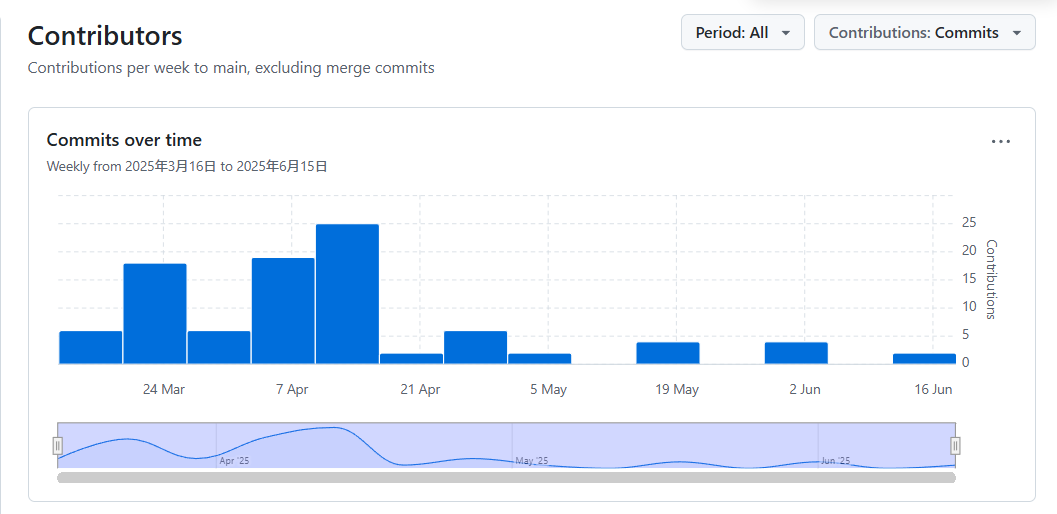 Contributors
Period: All
Contributions: Commits
Contributions per week to main, excluding merge commits
Commits over time
Weekly from 2025年3月16日 to 2025年6月15日
25
20
15
10
5
0
Contributions
24 Mar
7 Apr
21 Apr
5 May
19 May
2 Jun
16 Jun
Apr '25
May '25
Jun '25